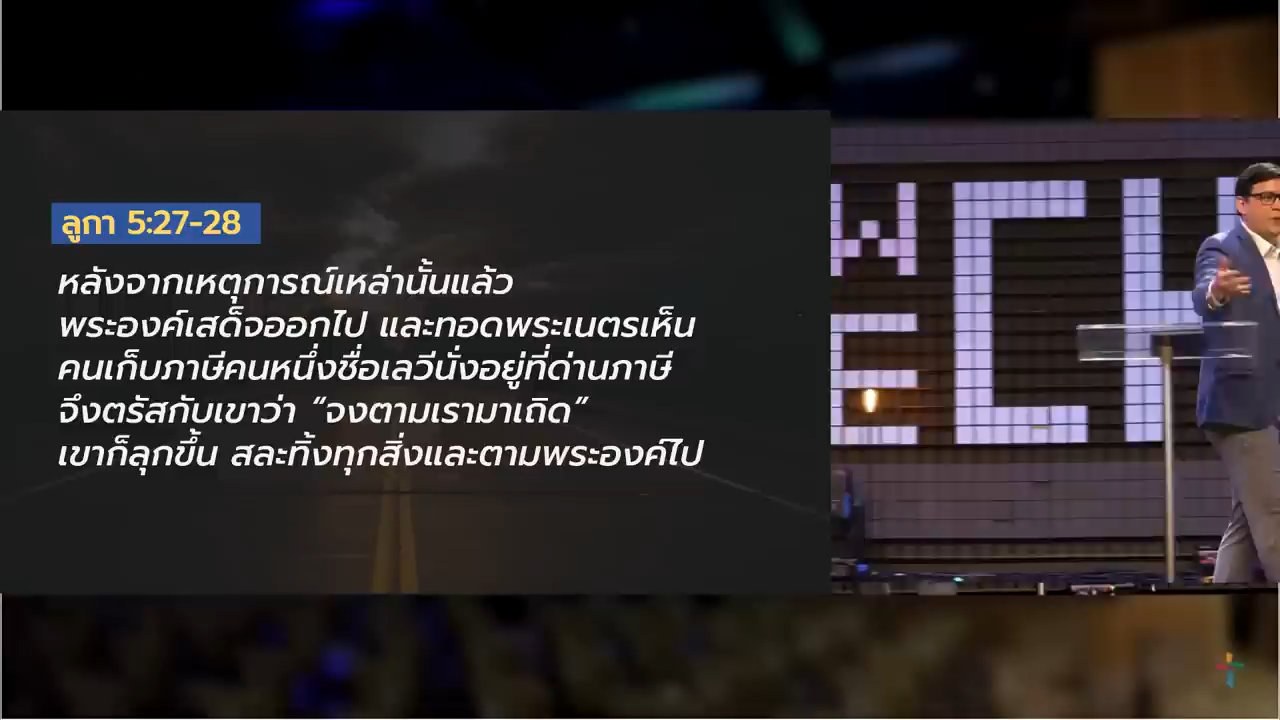 ลูกา 5:27-28
หลังจากเหตุการณ์เหล่านั้นแล้ว
พระองค์เสด็จออกไป และทอดพระเนตรเห็น
คนเก็บภาษีคนหนึ่งชื่อเลวีนั่งอยู่ที่ด่านภาษี
จึงตรัสกับเขาว่า “จงตามเรามาเถิด”
เขาก็ลุกขึ้น สละทิ้งทุกสิ่งและตามพระองค์ไป
W
E
CH